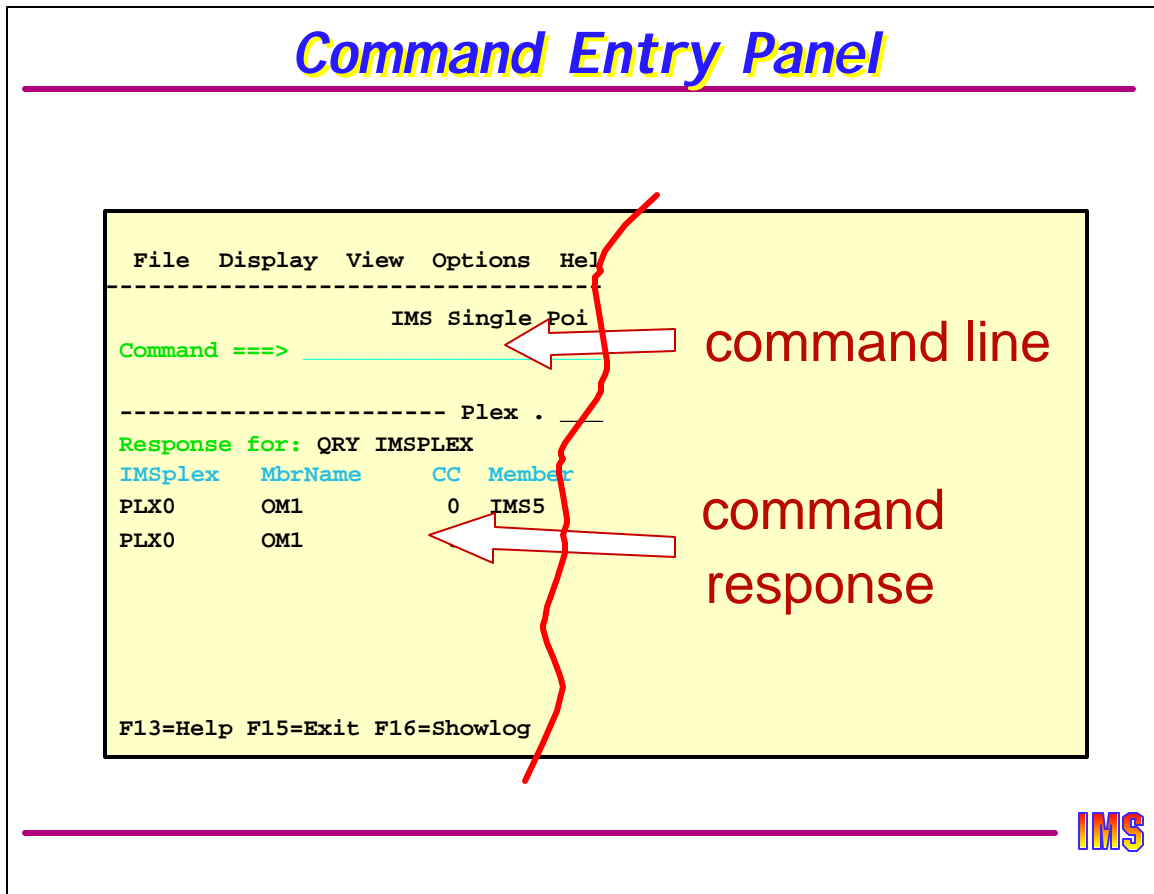 Command Entry Panel
File Display View Options Hel
----------------------------------
IMS Single Poi
Command ===> _____________________
----------------------- Plex . ___
Response for: QRY IMSPLEX
IMSplex MbrName CC Member
PLX0 OM1 0 IMS5
PLX0 OM1
F13=Help F15=Exit F16=Showlog
command line
command
response
IMS